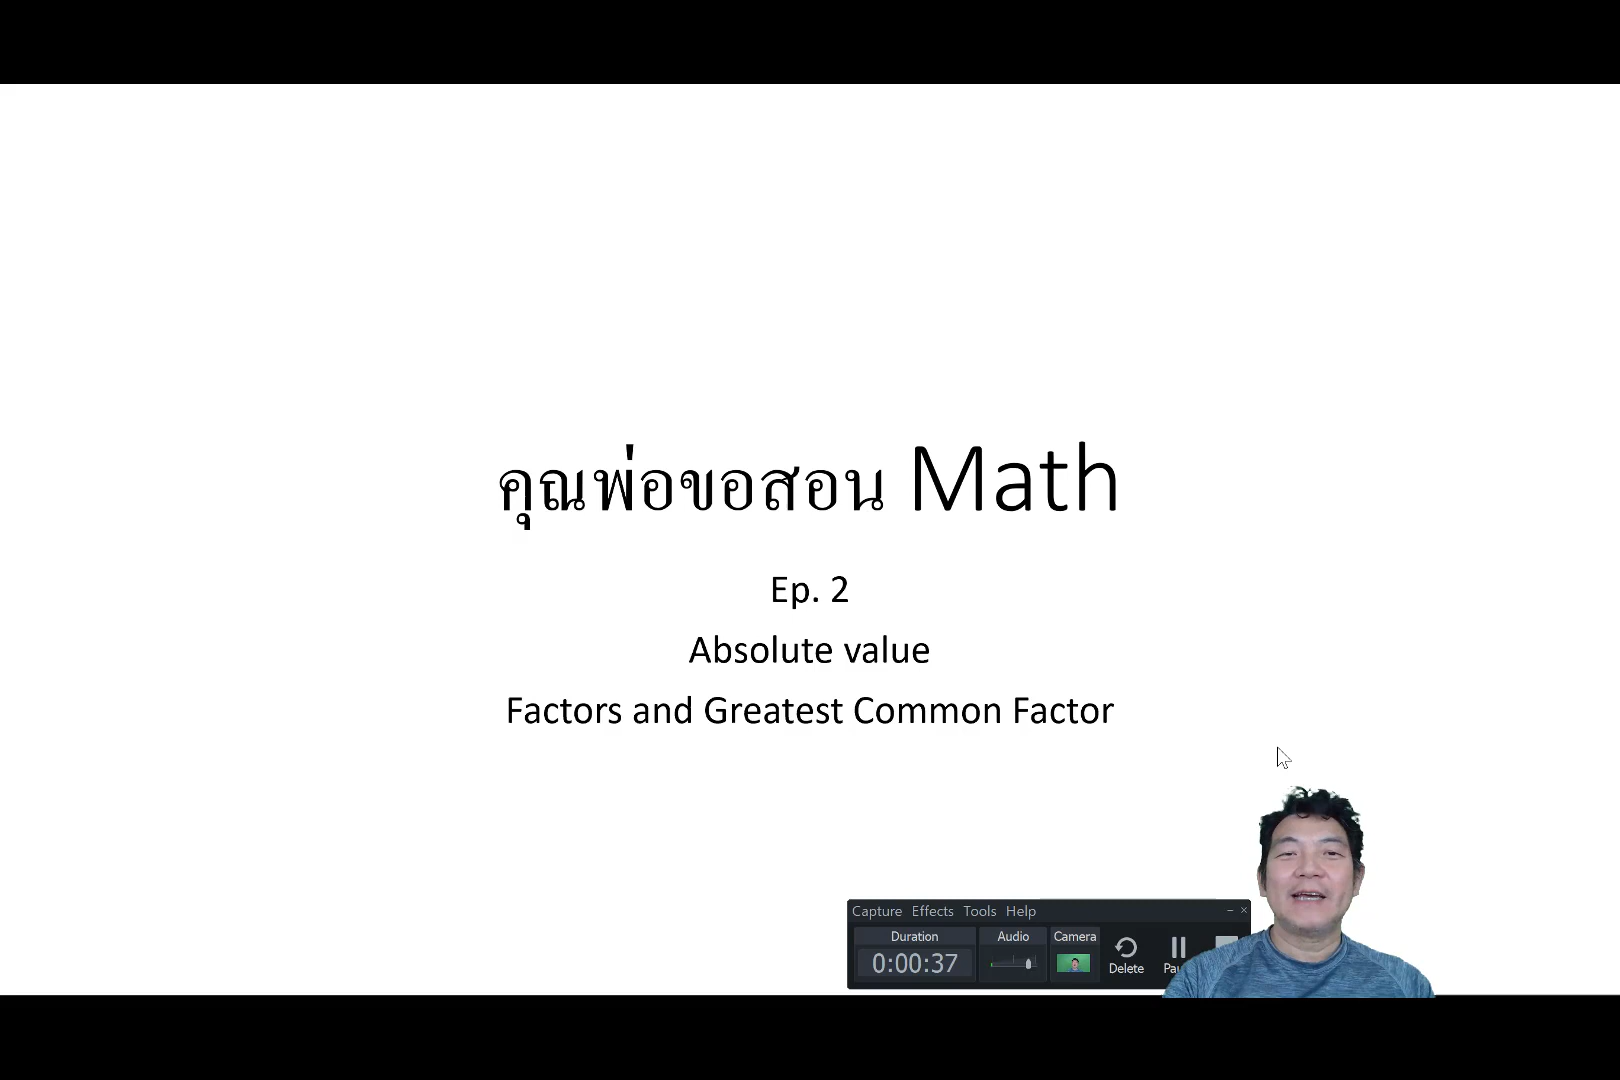 คุณพ่อขอสอน Math
Ep. 2
Absolute value
Factors and Greatest Common Factor
Capture Effects Tools Help
Duration Audio Camera
0:00:37
Delete